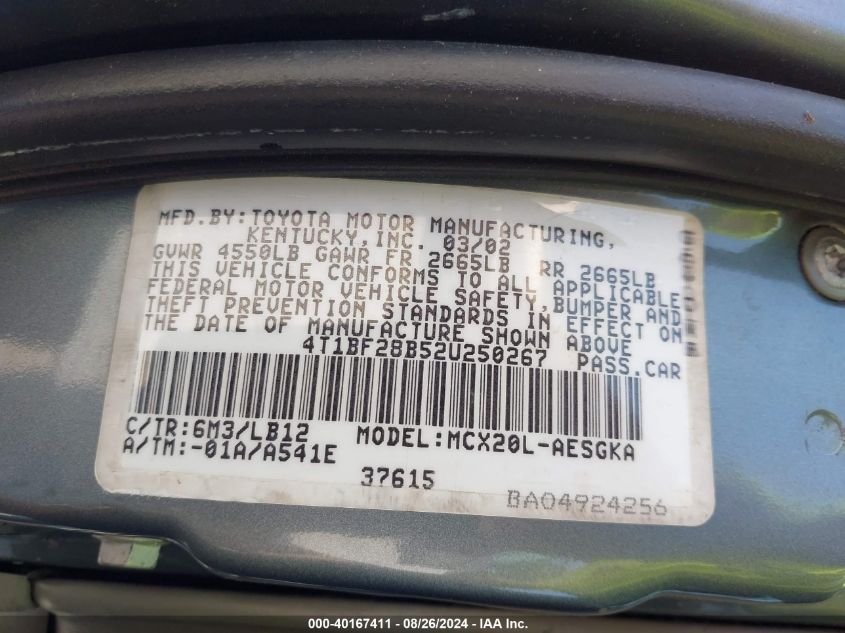 MFD.BY:TOYOTA MOTOR MANUFACTURING,
KENTUCKY,INC. 03/02
GVWR 4550LB GAWR FR 2665LB RR 2665LB
THIS VEHICLE CONFORMS TO ALL APPLICABLE
FEDERAL MOTOR VEHICLE SAFETY,BUMPER AND
THEFT PREVENTION STANDARDS IN EFFECT ON
THE DATE OF MANUFACTURE SHOWN ABOVE
4T1BF28B52U250267 PASS.CAR
C/TR:6M3/LB12 MODEL:MCX20L-AESGKA
A/TM:-01A/A541E
37615
BA04924256
000-40167411 - 08/26/2024 - IAA Inc.